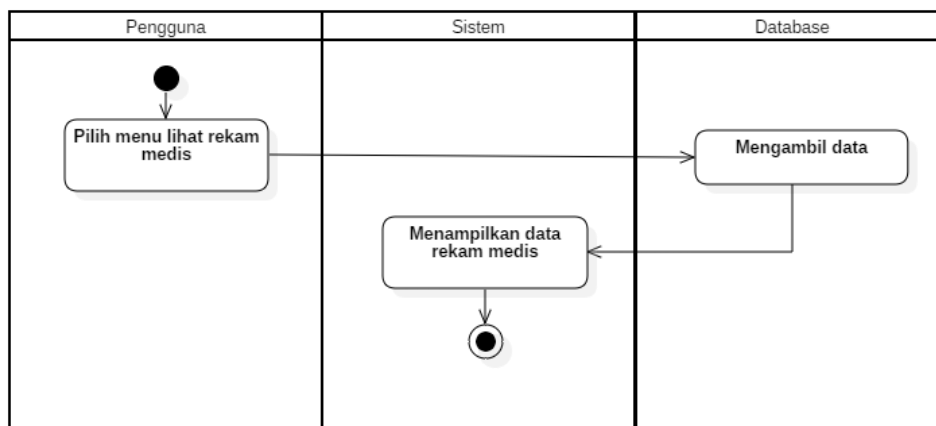 Pengguna
Sistem
Database
Pilih menu lihat rekam
medis
Mengambil data
Menampilkan data
rekam medis